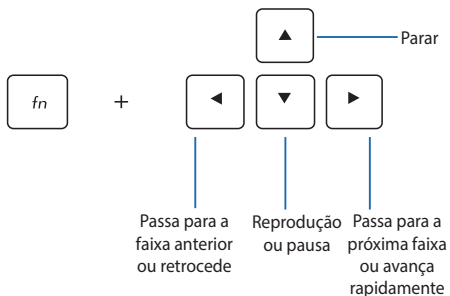 Parar
fn
+
Passa para a
faixa anterior
ou retrocede
Reprodução
ou pausa
Passa para a
próxima faixa
ou avança
rapidamente